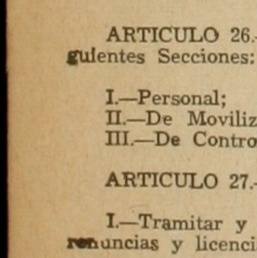 ARTICULO 26.-
guientes Secciones:
I.—Personal;
II.—De Moviliz
III.—De Contro
ARTICULO 27.-
I.—Tramitar y
renuncias y licenci